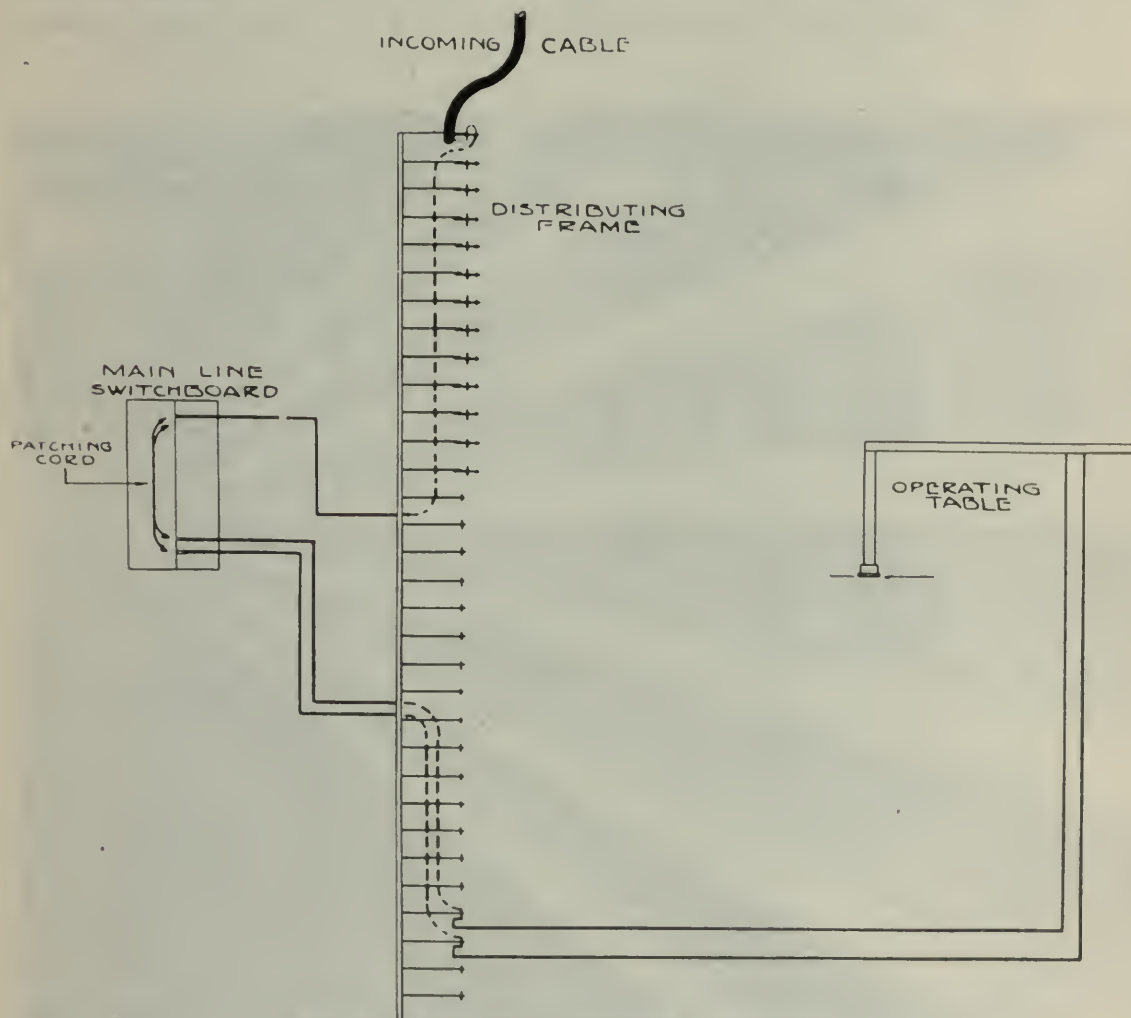 INCOMING CABLE
DISTRIBUTING
FRAME
MAIN LINE
SWITCHBOARD
PATCHING
CORD
OPERATING
TABLE